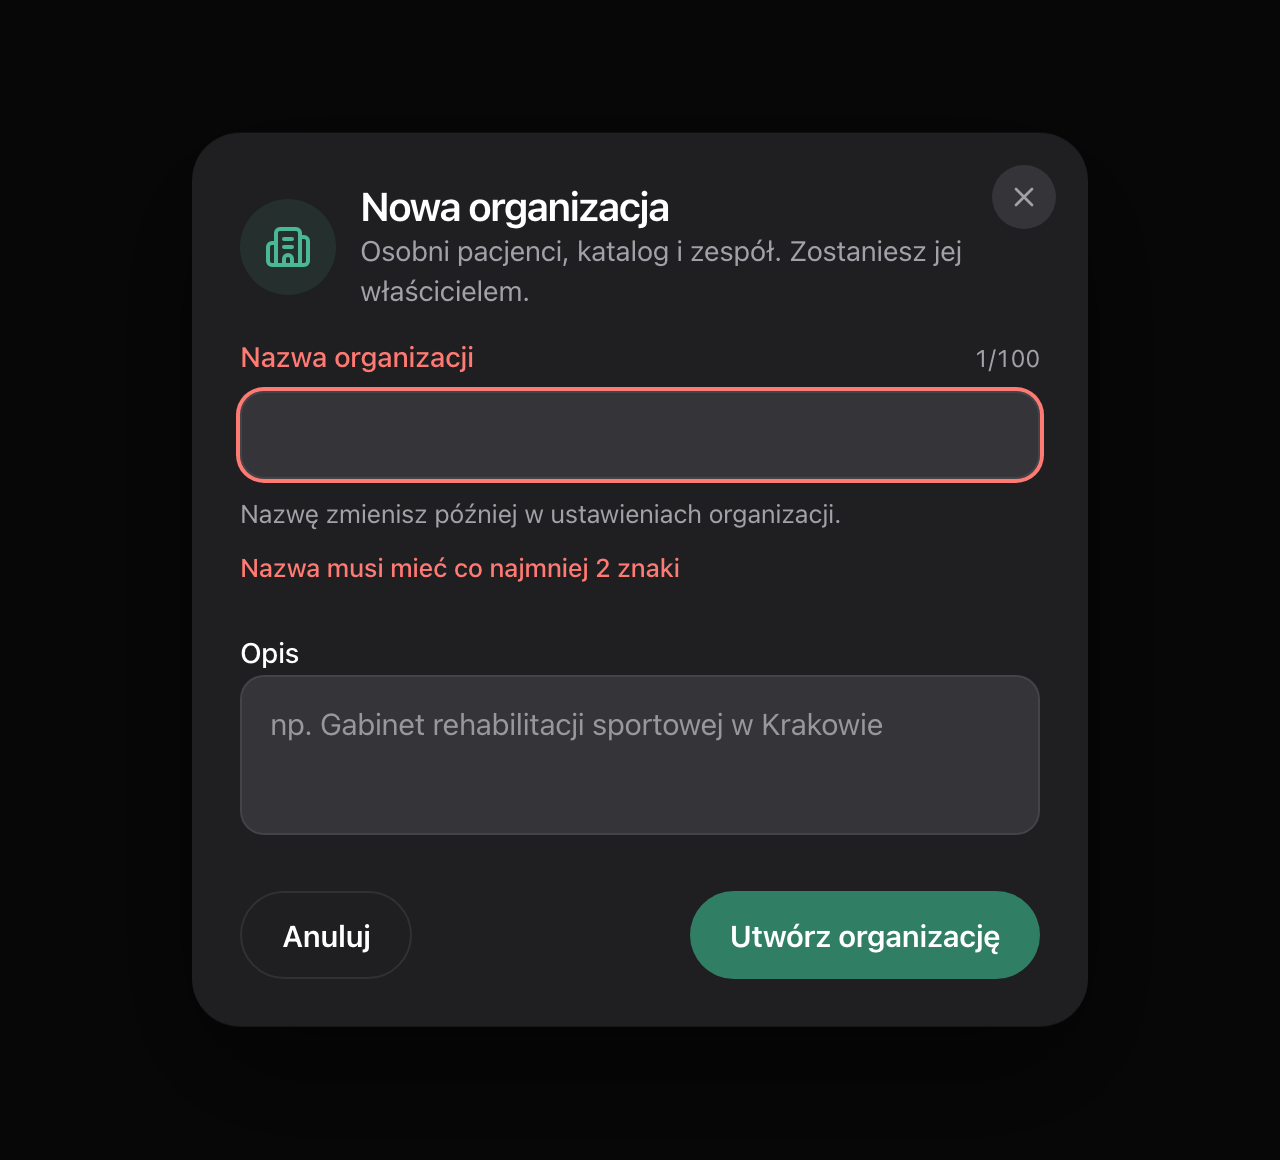 Nowa organizacja
Osobni pacjenci, katalog i zespół. Zostaniesz jej
właścicielem.
Nazwa organizacji
1/100
Nazwę zmienisz później w ustawieniach organizacji.
Nazwa musi mieć co najmniej 2 znaki
Opis
np. Gabinet rehabilitacji sportowej w Krakowie
Anuluj
Utwórz organizację